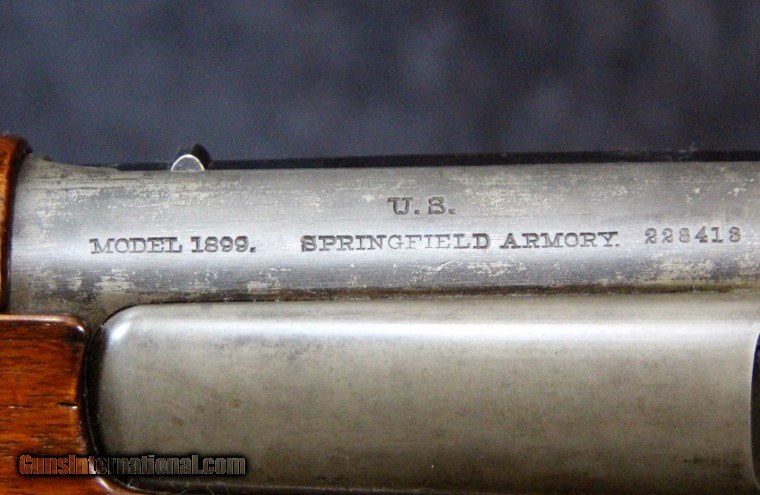 U.S.
MODEL 1899. SPRINGFIELD ARMORY. 228418
GunsInternational.com